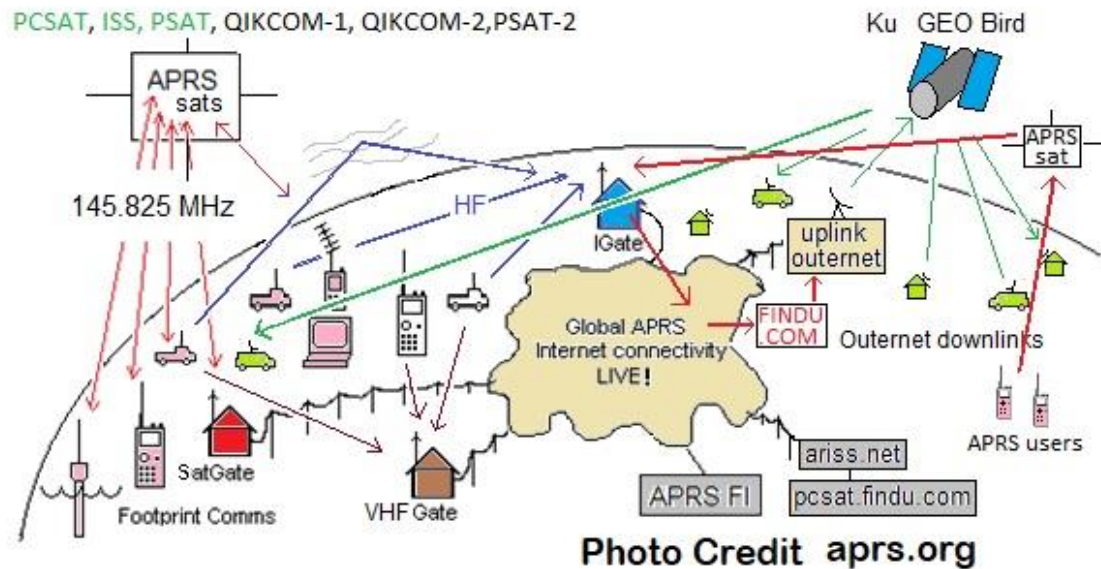 PCSAT, ISS, PSAT, QIKCOM-1, QIKCOM-2,PSAT-2
Ku GEO Bird
APRS
sats
APRS
sat
145.825 MHz
HF
IGate
uplink
outernet
FINDU
.COM
Global APRS
Internet connectivity
LIVE!
Outernet downlinks
SatGate
VHF Gate
Footprint Comms
APRS users
ariss.net
APRS FI
pcsat.findu.com
Photo Credit aprs.org